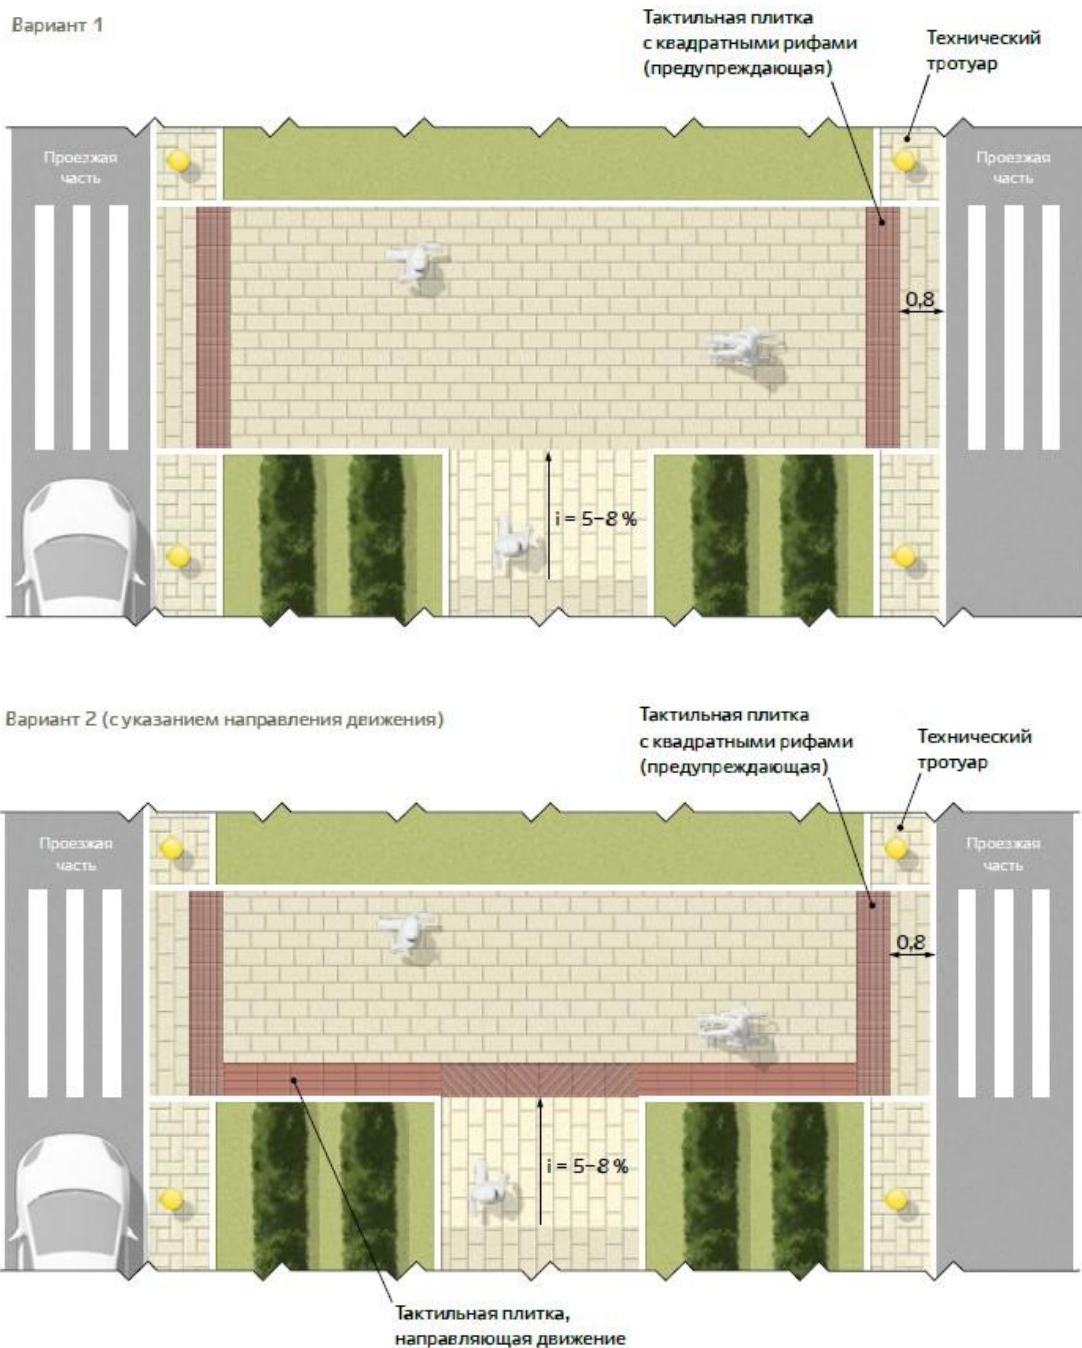 Вариант 1
Тактильная плитка
с квадратными рифами
(предупреждающая)
Технический
тротуар
Проезжая
часть
Проезжая
часть
0,8
i = 5–8 %
Вариант 2 (с указанием направления движения)
Тактильная плитка
с квадратными рифами
(предупреждающая)
Технический
тротуар
Проезжая
часть
Проезжая
часть
0,8
i = 5–8 %
Тактильная плитка,
направляющая движение